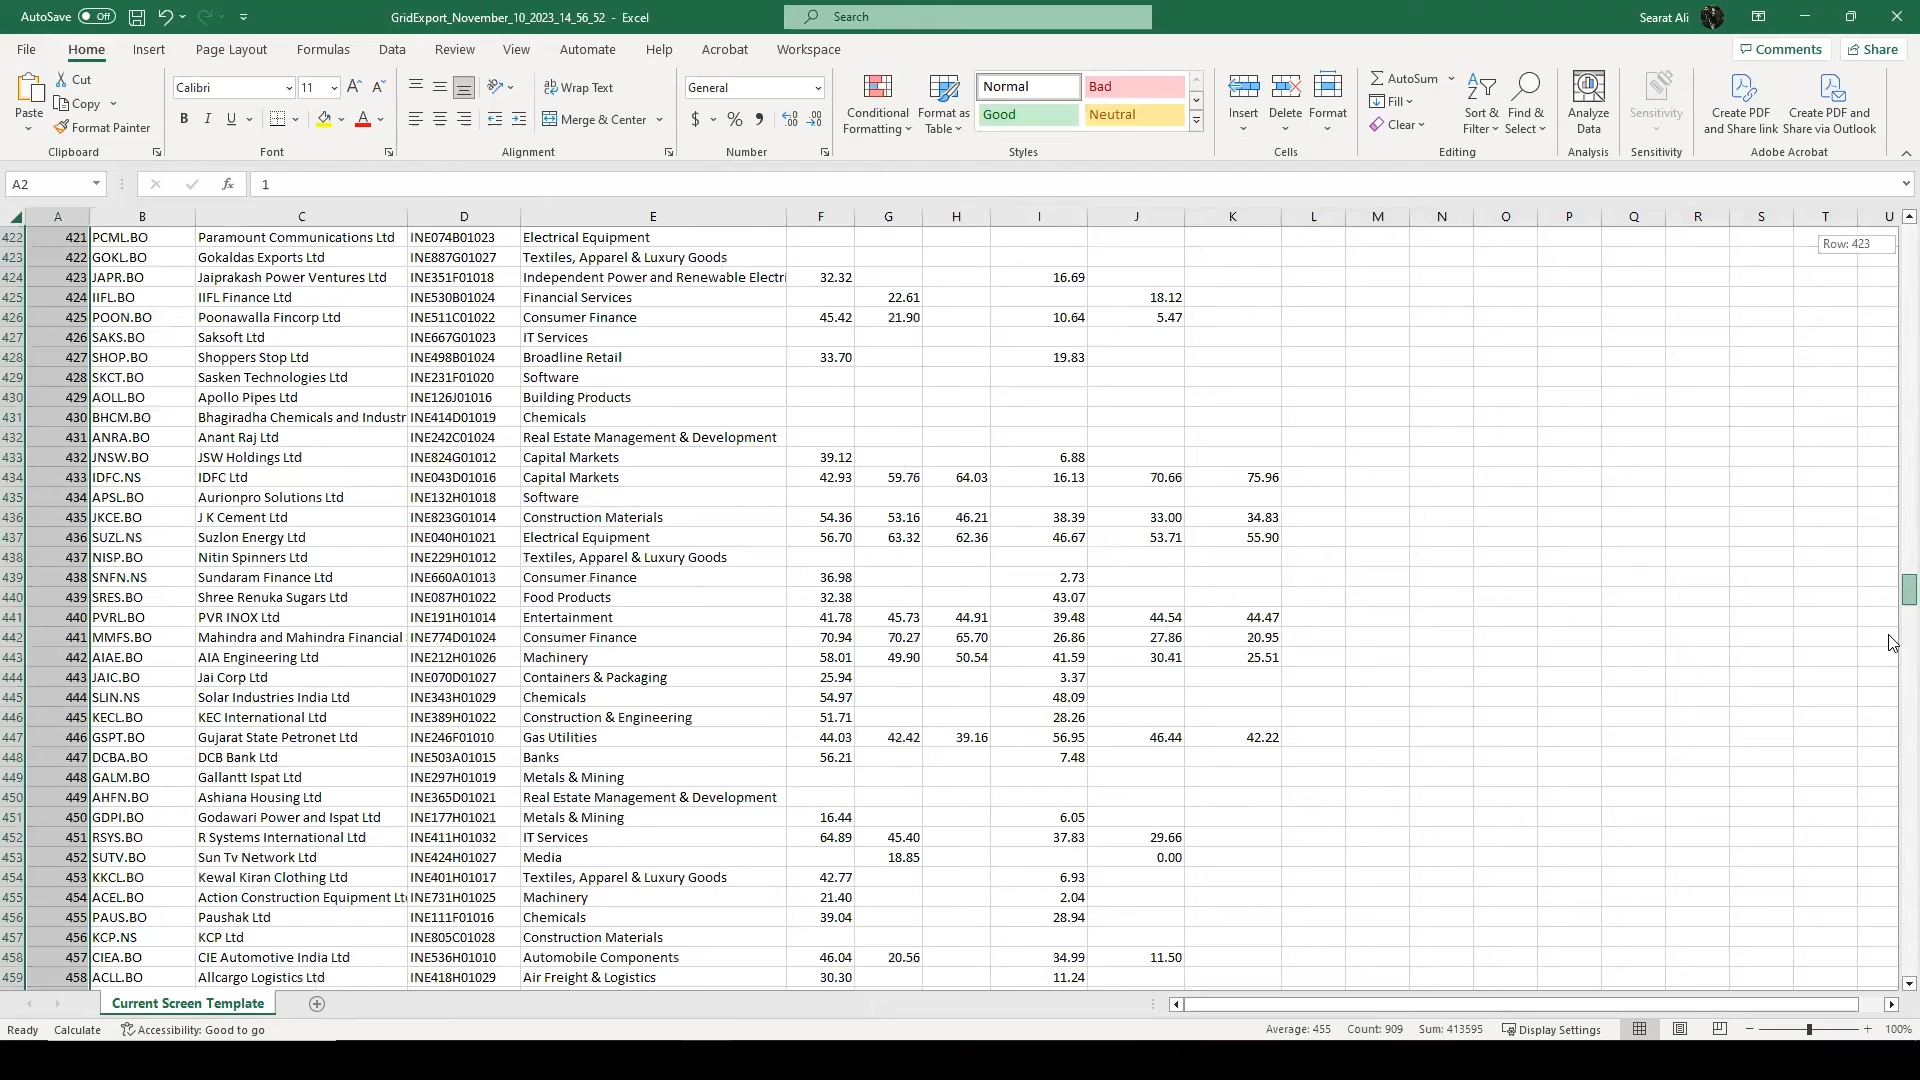 AutoSave Off GridExport_November_10_2023_14_56_52 - Excel Search Searat Ali
File Home Insert Page Layout Formulas Data Review View Automate Help Acrobat Workspace Comments Share
Paste Cut Copy Format Painter Clipboard
Calibri 11 A A B I U A Font
Wrap Text Merge & Center Alignment
General $ % 9 Number
Conditional Formatting Format as Table Normal Bad Good Neutral Styles
Insert Delete Format Cells
AutoSum Fill Clear Sort & Filter Find & Select Editing
Analyze Data Analysis
Sensitivity Sensitivity
Create PDF and Share link Create PDF and Share via Outlook Adobe Acrobat
A2 fx 1
A B C D E F G H I J K L M N O P Q R S T U
Row: 423
422 421 PCML.BO Paramount Communications Ltd INE074B01023 Electrical Equipment
423 422 GOKL.BO Gokaldas Exports Ltd INE887G01027 Textiles, Apparel & Luxury Goods
424 423 JAPR.BO Jaiprakash Power Ventures Ltd INE351F01018 Independent Power and Renewable Electri 32.32 16.69
425 424 IIFL.BO IIFL Finance Ltd INE530B01024 Financial Services 22.61 18.12
426 425 POON.BO Poonawalla Fincorp Ltd INE511C01022 Consumer Finance 45.42 21.90 10.64 5.47
427 426 SAKS.BO Saksoft Ltd INE667G01023 IT Services
428 427 SHOP.BO Shoppers Stop Ltd INE498B01024 Broadline Retail 33.70 19.83
429 428 SKCT.BO Sasken Technologies Ltd INE231F01020 Software
430 429 AOLL.BO Apollo Pipes Ltd INE126J01016 Building Products
431 430 BHCM.BO Bhagiradha Chemicals and Industr INE414D01019 Chemicals
432 431 ANRA.BO Anant Raj Ltd INE242C01024 Real Estate Management & Development
433 432 JNSW.BO JSW Holdings Ltd INE824G01012 Capital Markets 39.12 6.88
434 433 IDFC.NS IDFC Ltd INE043D01016 Capital Markets 42.93 59.76 64.03 16.13 70.66 75.96
435 434 APSL.BO Aurionpro Solutions Ltd INE132H01018 Software
436 435 JKCE.BO J K Cement Ltd INE823G01014 Construction Materials 54.36 53.16 46.21 38.39 33.00 34.83
437 436 SUZL.NS Suzlon Energy Ltd INE040H01021 Electrical Equipment 56.70 63.32 62.36 46.67 53.71 55.90
438 437 NISP.BO Nitin Spinners Ltd INE229H01012 Textiles, Apparel & Luxury Goods
439 438 SNFN.NS Sundaram Finance Ltd INE660A01013 Consumer Finance 36.98 2.73
440 439 SRES.BO Shree Renuka Sugars Ltd INE087H01022 Food Products 32.38 43.07
441 440 PVRL.BO PVR INOX Ltd INE191H01014 Entertainment 41.78 45.73 44.91 39.48 44.54 44.47
442 441 MMFS.BO Mahindra and Mahindra Financial INE774D01024 Consumer Finance 70.94 70.27 65.70 26.86 27.86 20.95
443 442 AIAE.BO AIA Engineering Ltd INE212H01026 Machinery 58.01 49.90 50.54 41.59 30.41 25.51
444 443 JAIC.BO Jai Corp Ltd INE070D01027 Containers & Packaging 25.94 3.37
445 444 SLIN.NS Solar Industries India Ltd INE343H01029 Chemicals 54.97 48.09
446 445 KECL.BO KEC International Ltd INE389H01022 Construction & Engineering 51.71 28.26
447 446 GSPT.BO Gujarat State Petronet Ltd INE246F01010 Gas Utilities 44.03 42.42 39.16 56.95 46.44 42.22
448 447 DCBA.BO DCB Bank Ltd INE503A01015 Banks 56.21 7.48
449 448 GALM.BO Gallantt Ispat Ltd INE297H01019 Metals & Mining
450 449 AHFN.BO Ashiana Housing Ltd INE365D01021 Real Estate Management & Development
451 450 GDPI.BO Godawari Power and Ispat Ltd INE177H01021 Metals & Mining 16.44 6.05
452 451 RSYS.BO R Systems International Ltd INE411H01032 IT Services 64.89 45.40 37.83 29.66
453 452 SUTV.BO Sun Tv Network Ltd INE424H01027 Media 18.85 0.00
454 453 KKCL.BO Kewal Kiran Clothing Ltd INE401H01017 Textiles, Apparel & Luxury Goods 42.77 6.93
455 454 ACEL.BO Action Construction Equipment Lt INE731H01025 Machinery 21.40 2.04
456 455 PAUS.BO Paushak Ltd INE111F01016 Chemicals 39.04 28.94
457 456 KCP.NS KCP Ltd INE805C01028 Construction Materials
458 457 CIEA.BO CIE Automotive India Ltd INE536H01010 Automobile Components 46.04 20.56 34.99 11.50
459 458 ACLL.BO Allcargo Logistics Ltd INE418H01029 Air Freight & Logistics 30.30 11.24
Current Screen Template
Ready Calculate Accessibility: Good to go Average: 455 Count: 909 Sum: 413595 Display Settings 100%